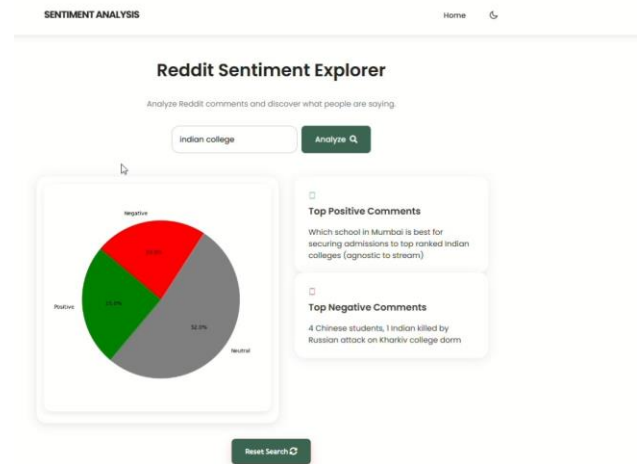 SENTIMENT ANALYSIS
Home
Reddit Sentiment Explorer
Analyze Reddit comments and discover what people are saying.
indian college
Analyze
Negative
Positive
Neutral
Top Positive Comments
Which school in Mumbai is best for
securing admissions to top ranked Indian
colleges (agnostic to stream)
Top Negative Comments
4 Chinese students, 1 Indian killed by
Russian attack on Kharkiv college dorm
Reset Search